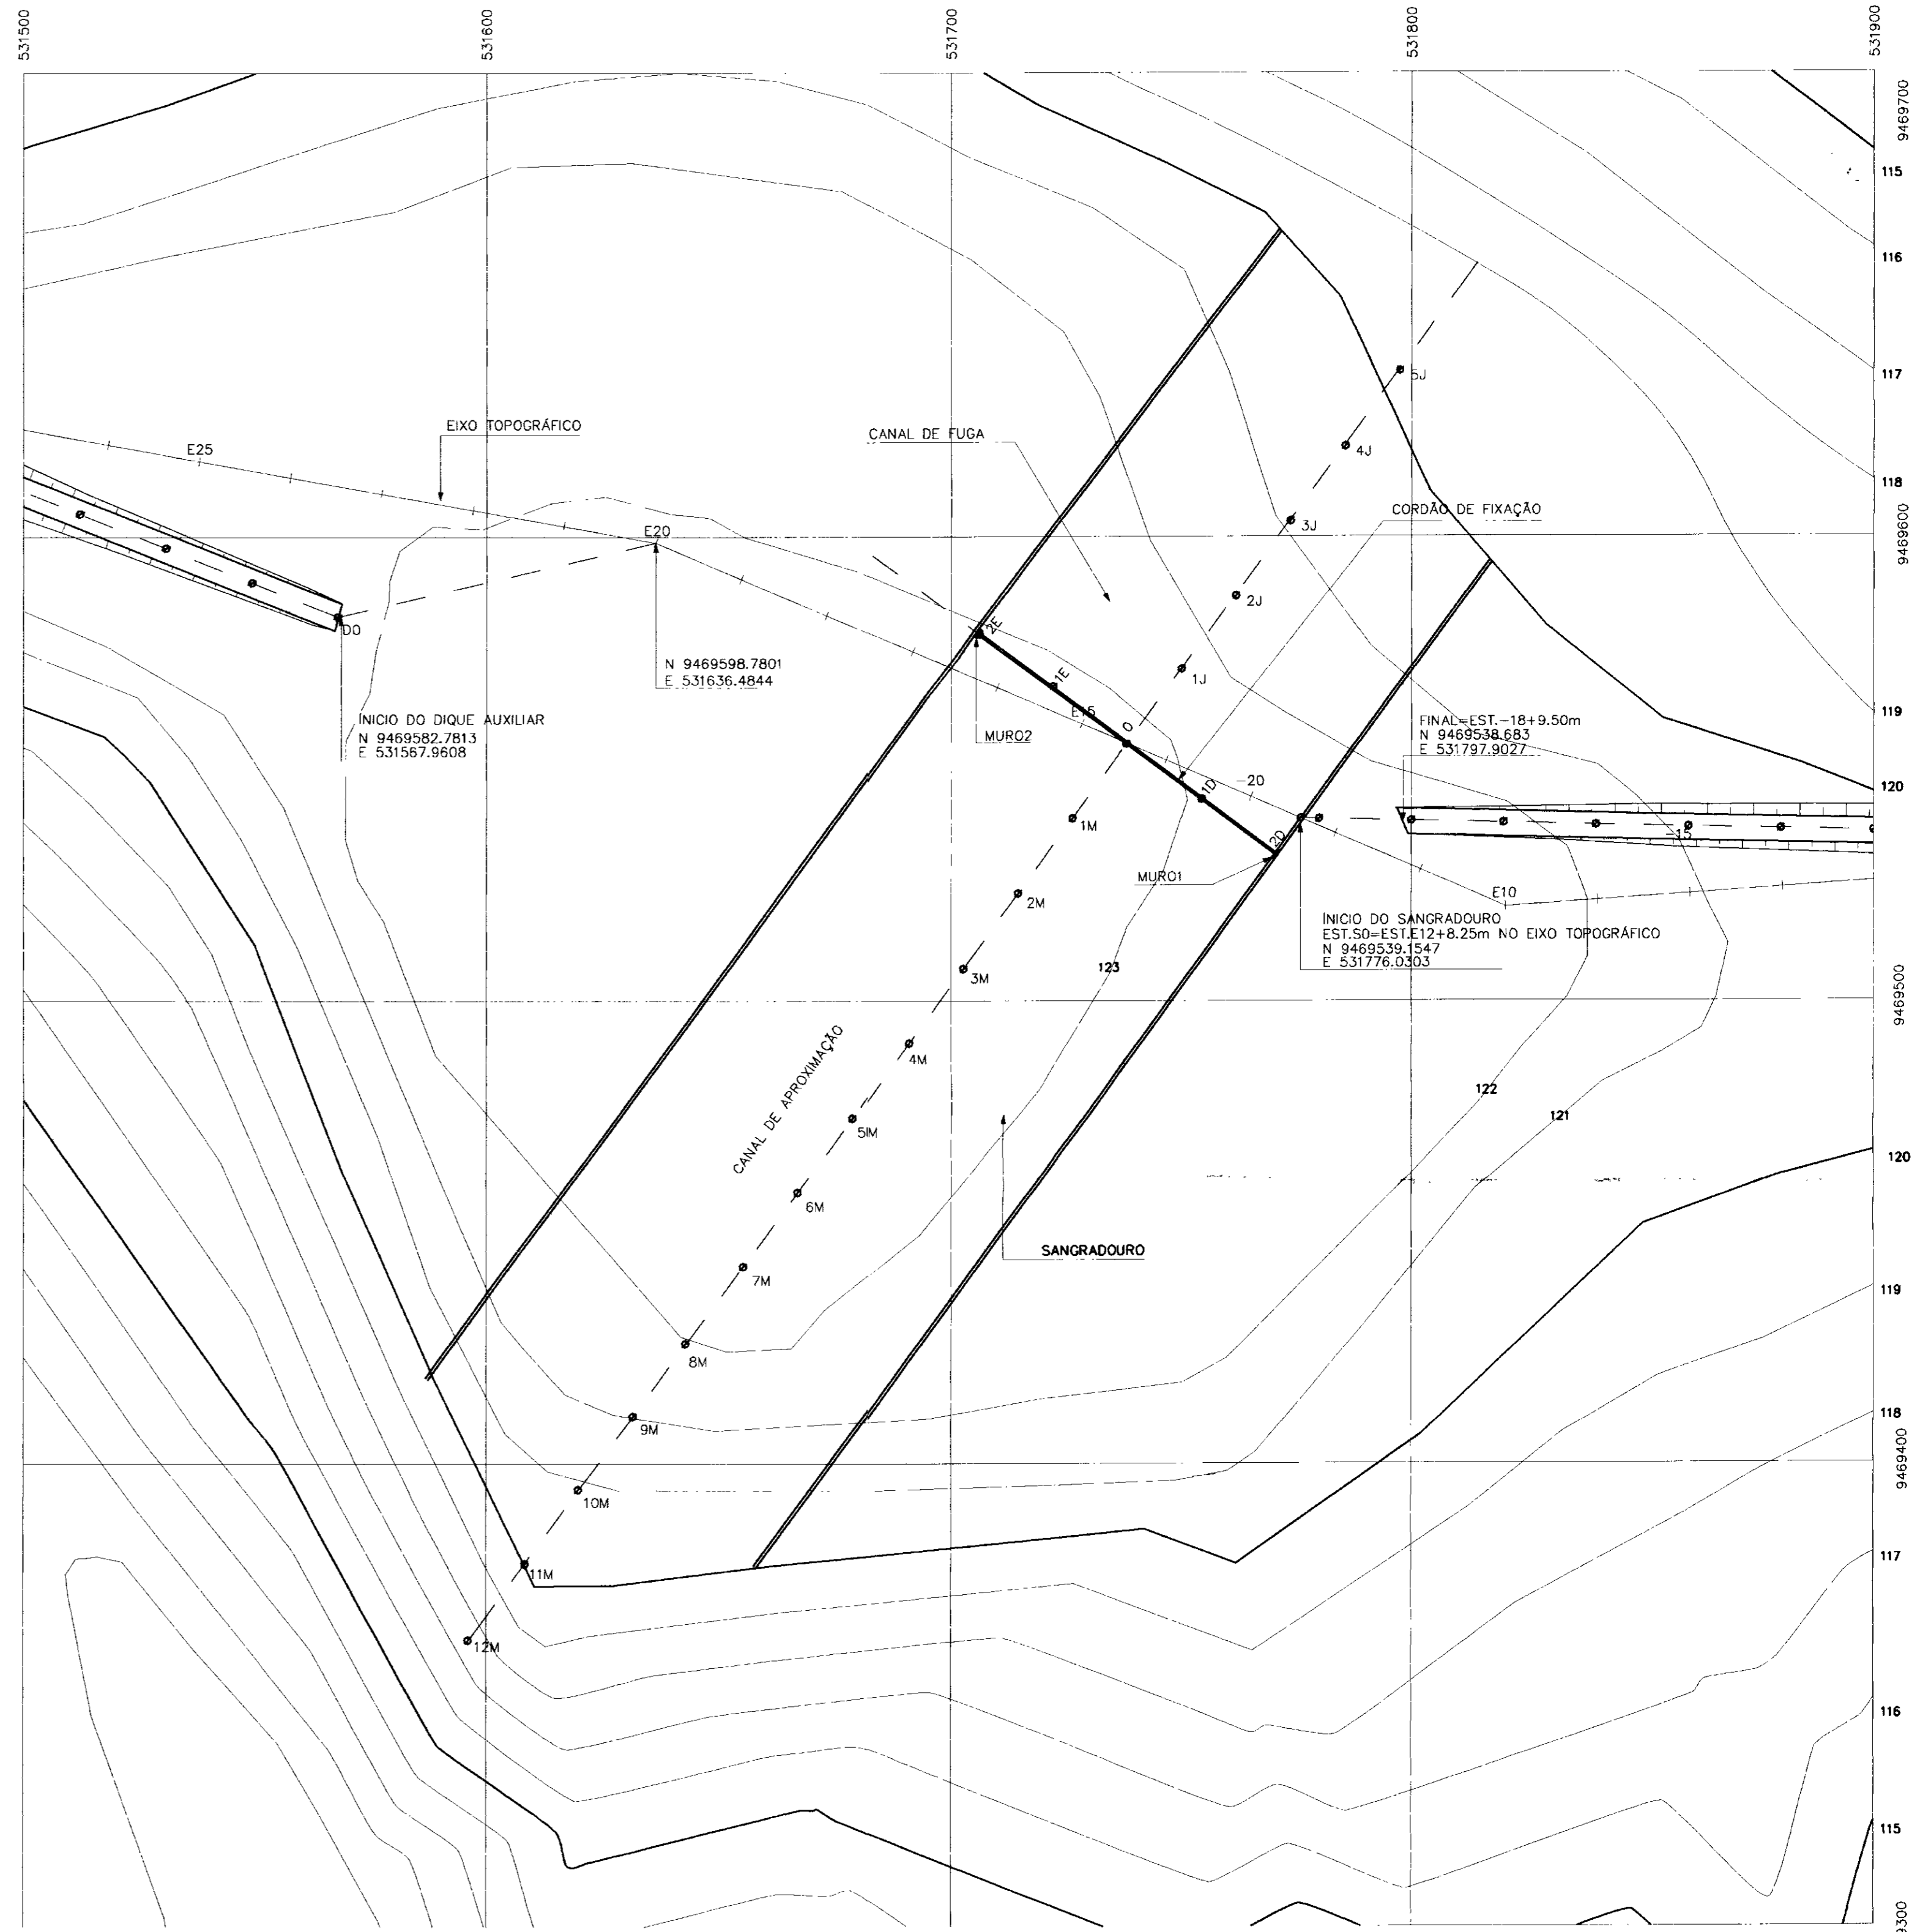 531500
531600
531700
531800
531900
9469700
115
116
117
118
9469600
119
120
9469500
120
119
118
9469400
117
116
115
9300
EIXO TOPOGRÁFICO
E25
E20
CANAL DE FUGA
CORDÃO DE FIXAÇÃO
5J
4J
3J
2J
1J
D0
N 9469598.7801
E 531636.4844
ÍNICIO DO DIQUE AUXILIAR
N 9469582.7813
E 531567.9608
2E
1E
E15
0
1D
2D
MURO2
-20
FINAL=EST.-18+9.50m
N 9469538.683
E 531797.9027
-15
E10
MURO1
ÍNICIO DO SANGRADOURO
EST.S0=EST.E12+8.25m NO EIXO TOPOGRÁFICO
N 9469539.1547
E 531776.0303
1M
2M
3M
4M
5M
6M
7M
8M
9M
10M
11M
12M
123
122
121
CANAL DE APROXIMAÇÃO
SANGRADOURO